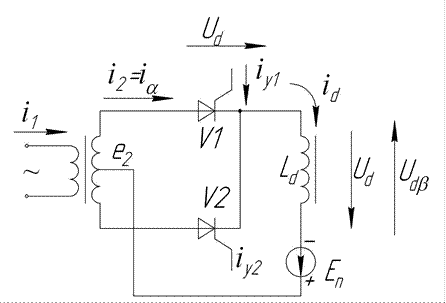 U_d
i_2=i_α
i_y1
i_d
i_1
V1
e_2
~
L_d
U_d
U_dβ
V2
i_y2
−
+
E_п